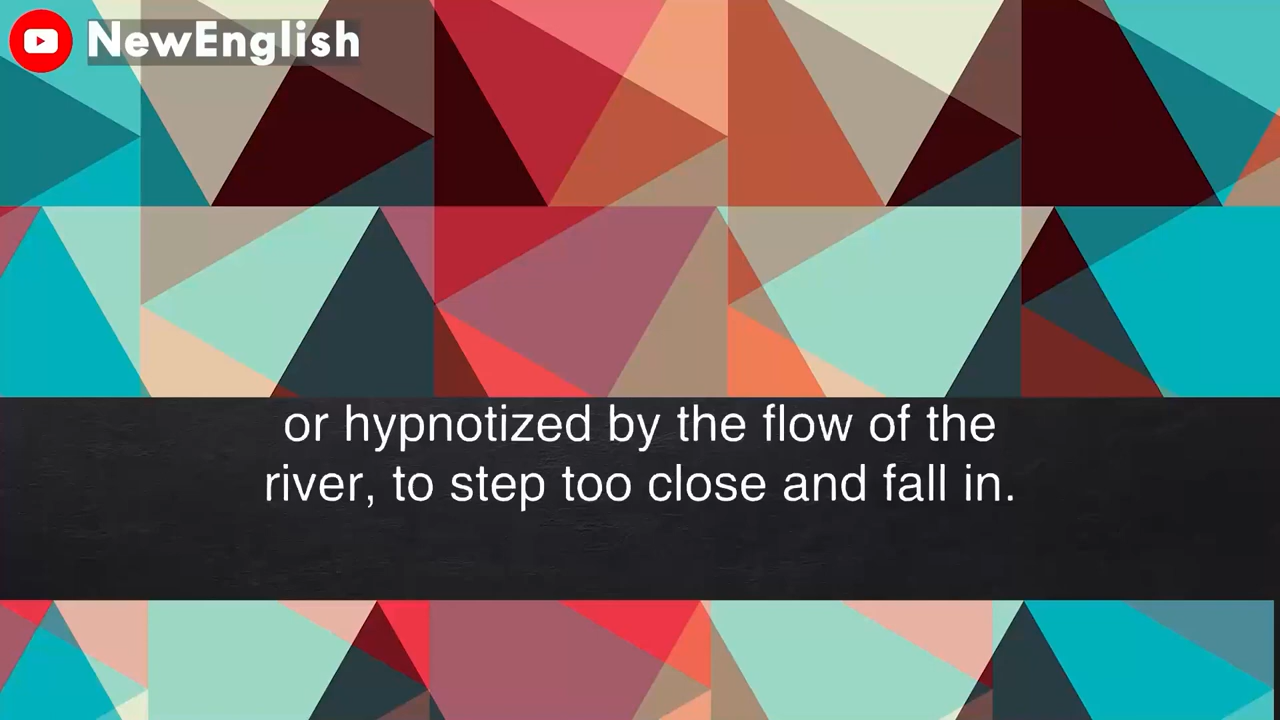 NewEnglish
or hypnotized by the flow of the
river, to step too close and fall in.